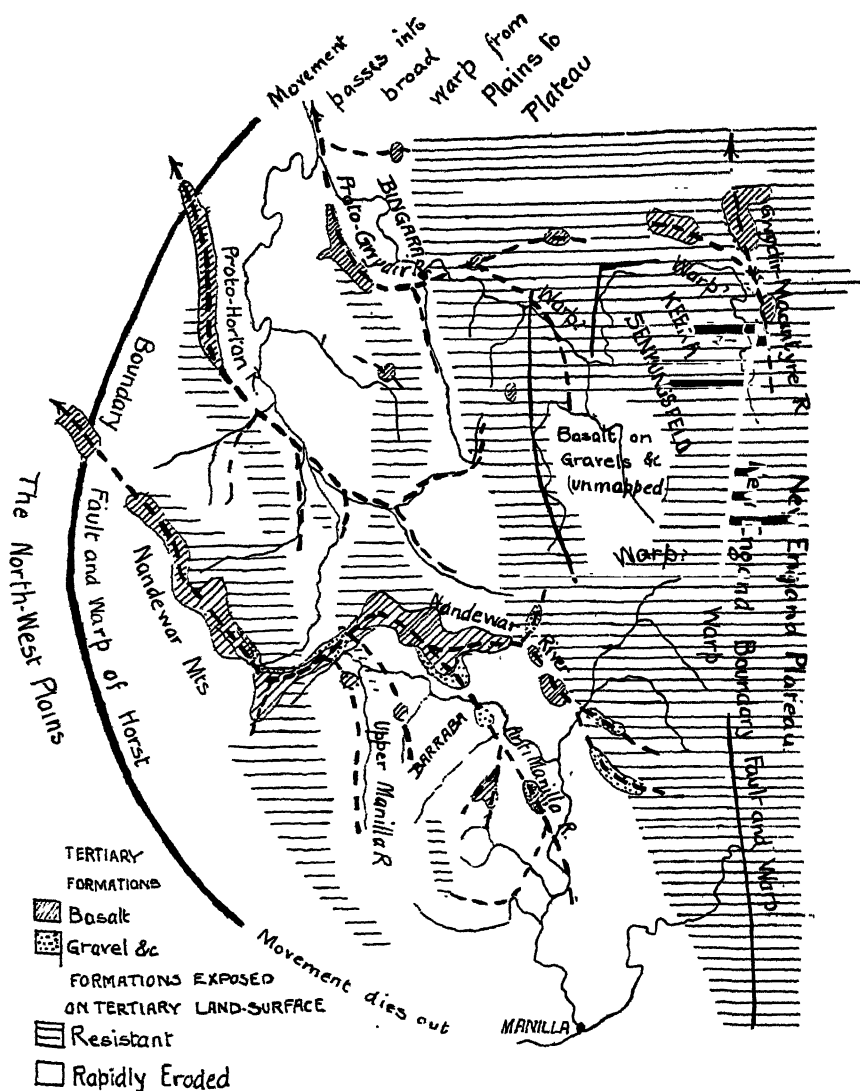 Movement
passes into
broad
warp from
Plains to
Plateau
Proto-Horton R
Proto-Gwydir R
BINGARA
Gwydir-Macintyre R
Warp?
Warp?
KEERA
SENKUNGSFELD
Basalt on
Gravels &c
(unmapped)
Warp?
Warp
New England Plateau
New England Boundary Fault and Warp
Boundary Fault and Warp of Horst
The North-West Plains
Nandewar Mts
Nandewar River
Upper Manilla R
BARRABA
Manilla R.
Movement dies out
MANILLA
TERTIARY
FORMATIONS
Basalt
Gravel &c
FORMATIONS EXPOSED
ON TERTIARY LAND-SURFACE
Resistant
Rapidly Eroded